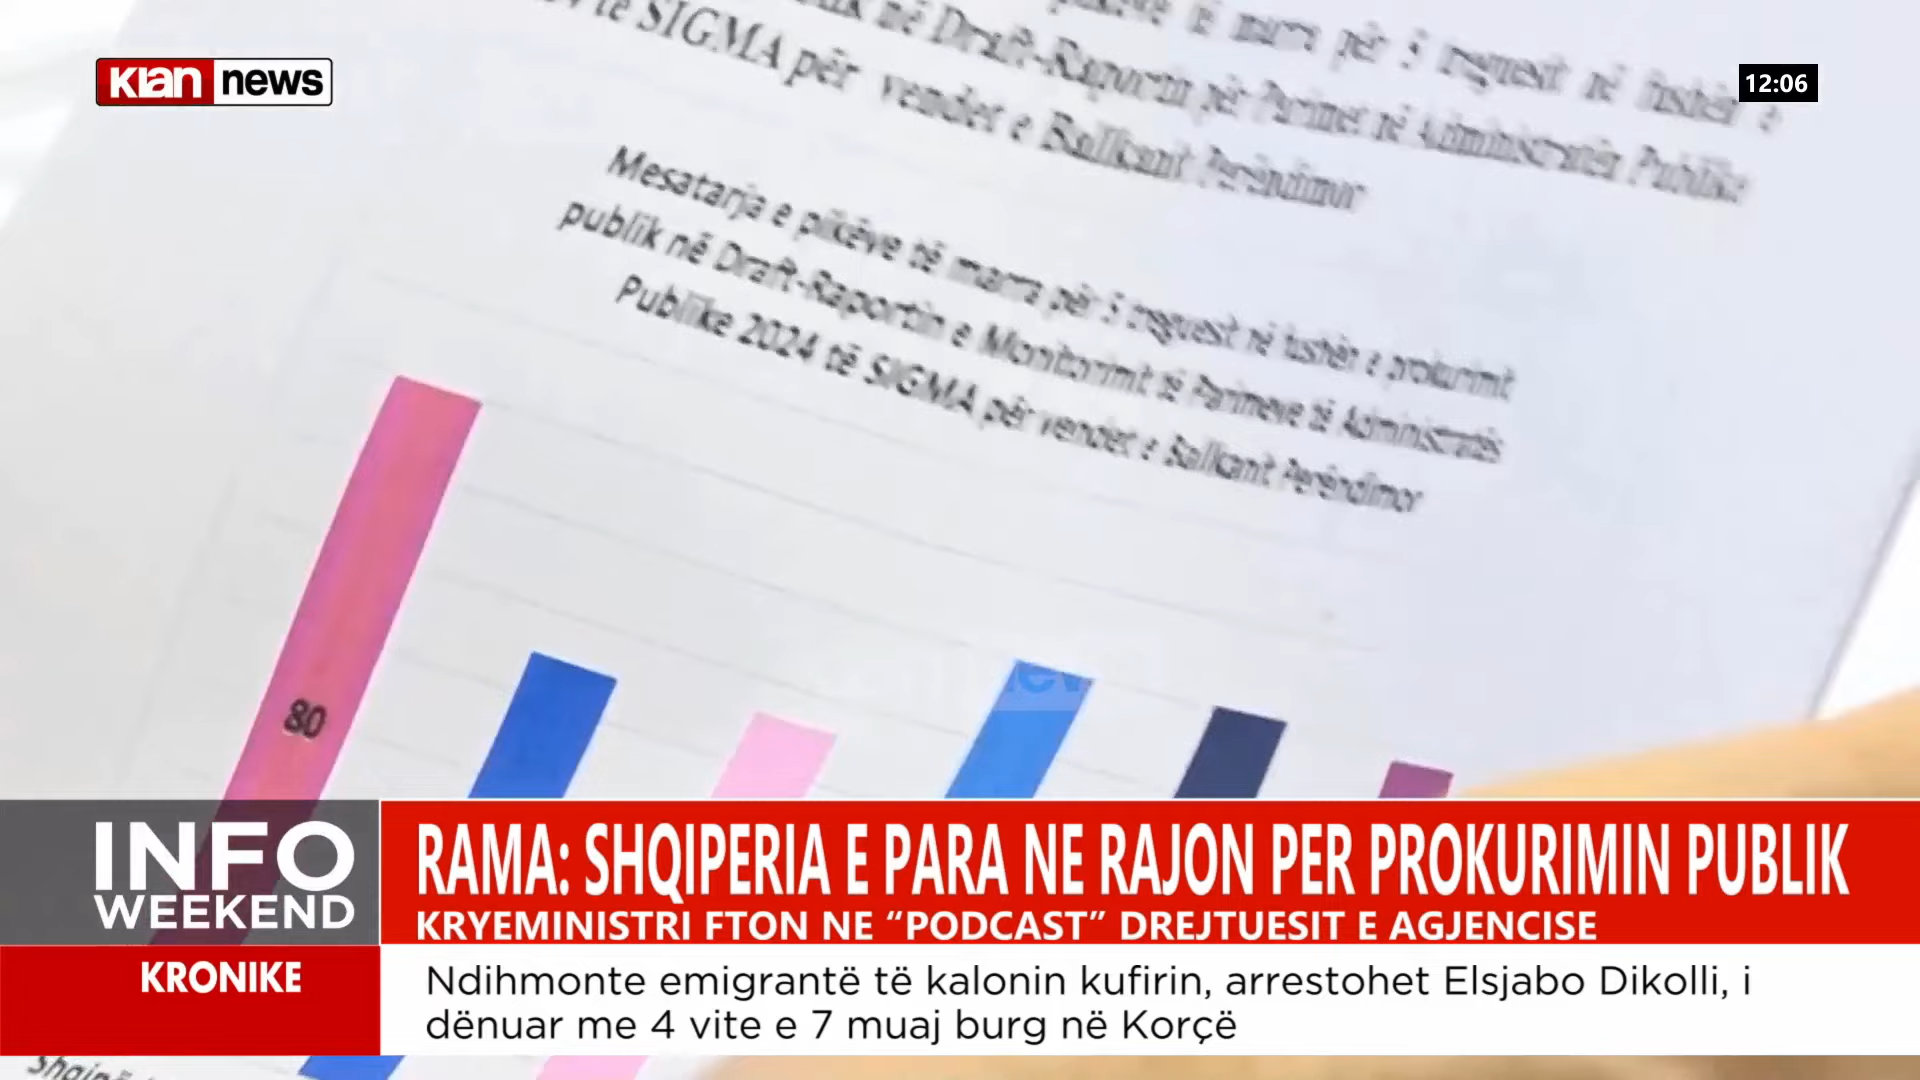 klan news
12:06
të SIGMA për vendet e Ballkanit Perëndimor
Mesatarja e pikëve të marra për 5 treguesit në fushën e prokurimit
publik në Draft-Raportin e Monitorimit të Parimeve të Administratës
Publike 2024 të SIGMA për vendet e Ballkanit Perëndimor
80
INFO
WEEKEND
RAMA: SHQIPERIA E PARA NE RAJON PER PROKURIMIN PUBLIK
KRYEMINISTRI FTON NE “PODCAST” DREJTUESIT E AGJENCISE
KRONIKE
Ndihmonte emigrantë të kalonin kufirin, arrestohet Elsjabo Dikolli, i
dënuar me 4 vite e 7 muaj burg në Korçë